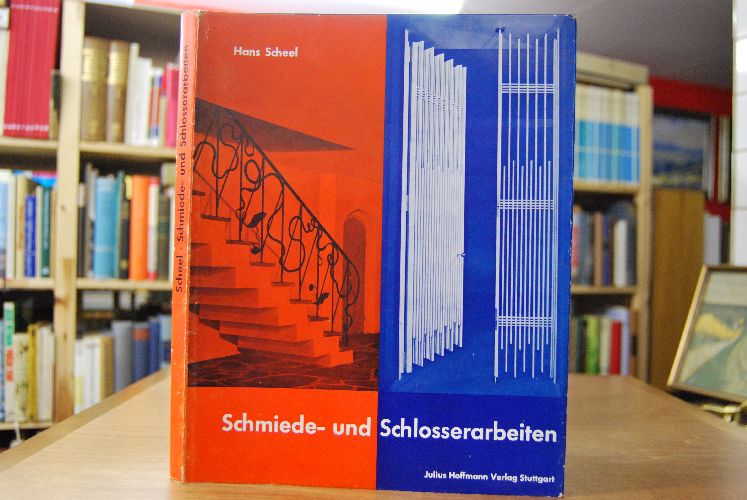 Hans Scheel
Scheel · Schmiede- und Schlosserarbeiten
Schmiede- und Schlosserarbeiten
Julius Hoffmann Verlag Stuttgart